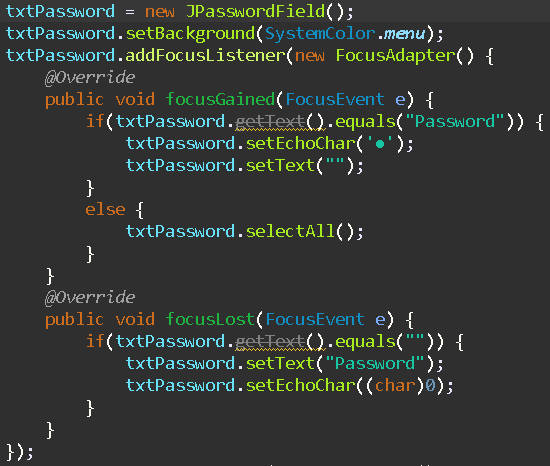 txtPassword = new JPasswordField();
txtPassword.setBackground(SystemColor.menu);
txtPassword.addFocusListener(new FocusAdapter() {
    @Override
    public void focusGained(FocusEvent e) {
        if(txtPassword.getText().equals("Password")) {
            txtPassword.setEchoChar('●');
            txtPassword.setText("");
        }
        else {
            txtPassword.selectAll();
        }
    }
    @Override
    public void focusLost(FocusEvent e) {
        if(txtPassword.getText().equals("")) {
            txtPassword.setText("Password");
            txtPassword.setEchoChar((char)0);
        }
    }
});